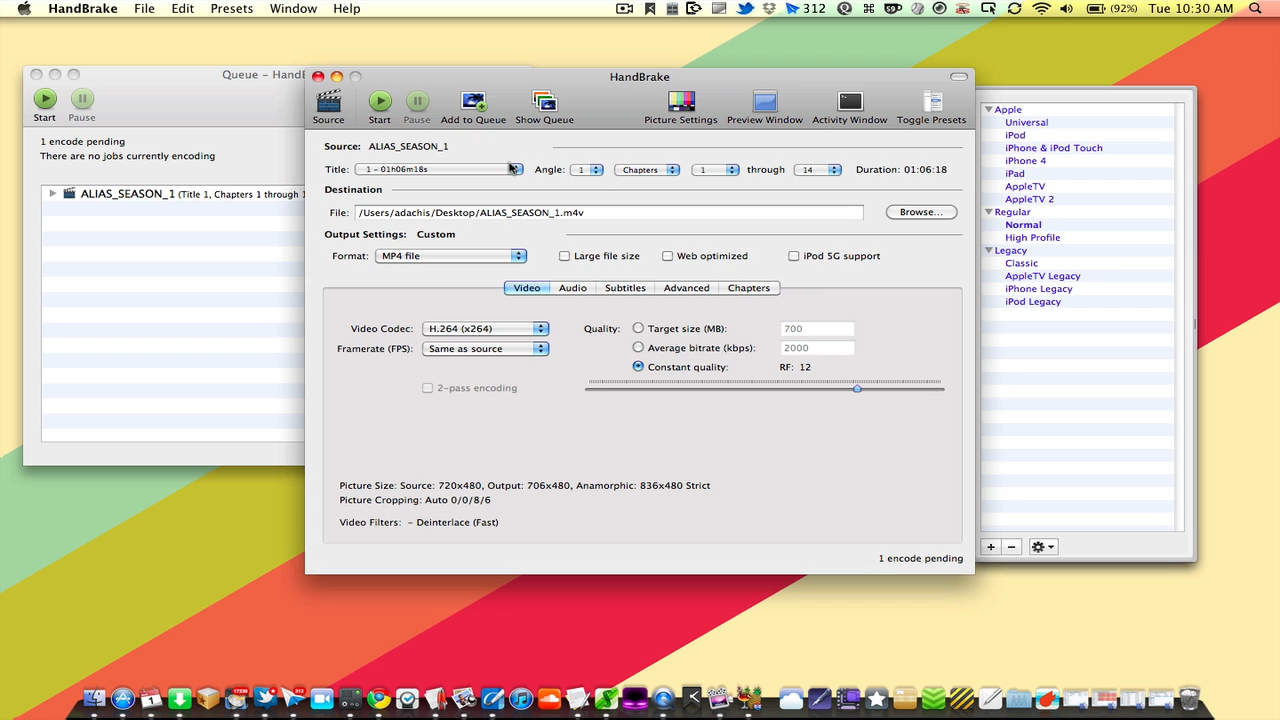 HandBrake File Edit Presets Window Help 312 (92%) Tue 10:30 AM
Queue – HandB
Start Pause
1 encode pending
There are no jobs currently encoding
ALIAS_SEASON_1 (Title 1, Chapters 1 through 1
HandBrake
Source Start Pause Add to Queue Show Queue Picture Settings Preview Window Activity Window Toggle Presets
Source: ALIAS_SEASON_1
Title: 1 – 01h06m18s Angle: 1 Chapters 1 through 14 Duration: 01:06:18
Destination
File: /Users/adachis/Desktop/ALIAS_SEASON_1.m4v Browse...
Output Settings: Custom
Format: MP4 file Large file size Web optimized iPod 5G support
Video Audio Subtitles Advanced Chapters
Video Codec: H.264 (x264) Quality: Target size (MB): 700
Framerate (FPS): Same as source Average bitrate (kbps): 2000
Constant quality: RF: 12
2-pass encoding
Picture Size: Source: 720x480, Output: 706x480, Anamorphic: 836x480 Strict
Picture Cropping: Auto 0/0/8/6
Video Filters: – Deinterlace (Fast)
1 encode pending
Apple
Universal
iPod
iPhone & iPod Touch
iPhone 4
iPad
AppleTV
AppleTV 2
Regular
Normal
High Profile
Legacy
Classic
AppleTV Legacy
iPhone Legacy
iPod Legacy